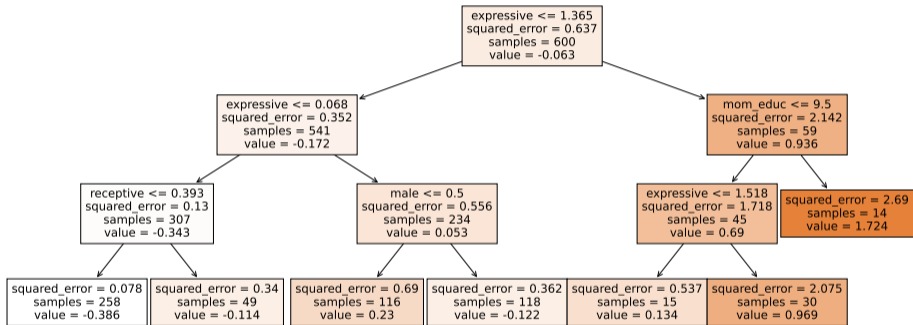 expressive <= 1.365
squared_error = 0.637
samples = 600
value = -0.063
expressive <= 0.068
squared_error = 0.352
samples = 541
value = -0.172
mom_educ <= 9.5
squared_error = 2.142
samples = 59
value = 0.936
receptive <= 0.393
squared_error = 0.13
samples = 307
value = -0.343
male <= 0.5
squared_error = 0.556
samples = 234
value = 0.053
expressive <= 1.518
squared_error = 1.718
samples = 45
value = 0.69
squared_error = 2.69
samples = 14
value = 1.724
squared_error = 0.078
samples = 258
value = -0.386
squared_error = 0.34
samples = 49
value = -0.114
squared_error = 0.69
samples = 116
value = 0.23
squared_error = 0.362
samples = 118
value = -0.122
squared_error = 0.537
samples = 15
value = 0.134
squared_error = 2.075
samples = 30
value = 0.969